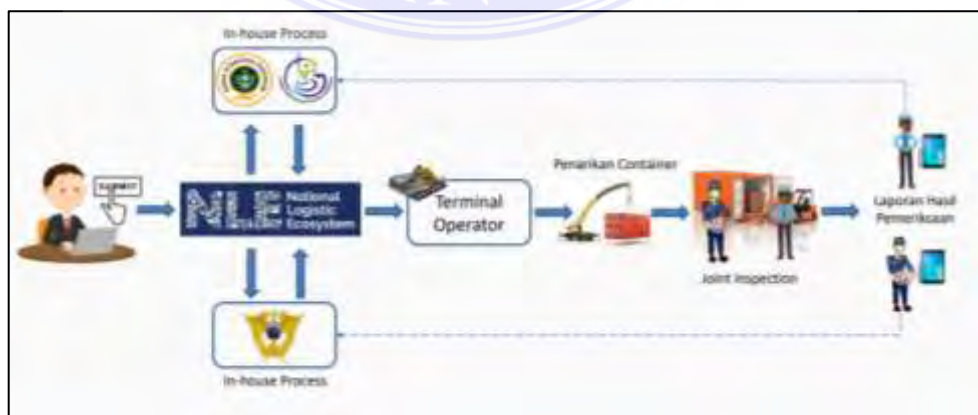 In-house Process
SUBMIT
NLE National
Logistic
Ecosystem
Terminal
Operator
Penarikan Container
Joint Inspection
Laporan Hasil
Pemeriksaan
In-house Process